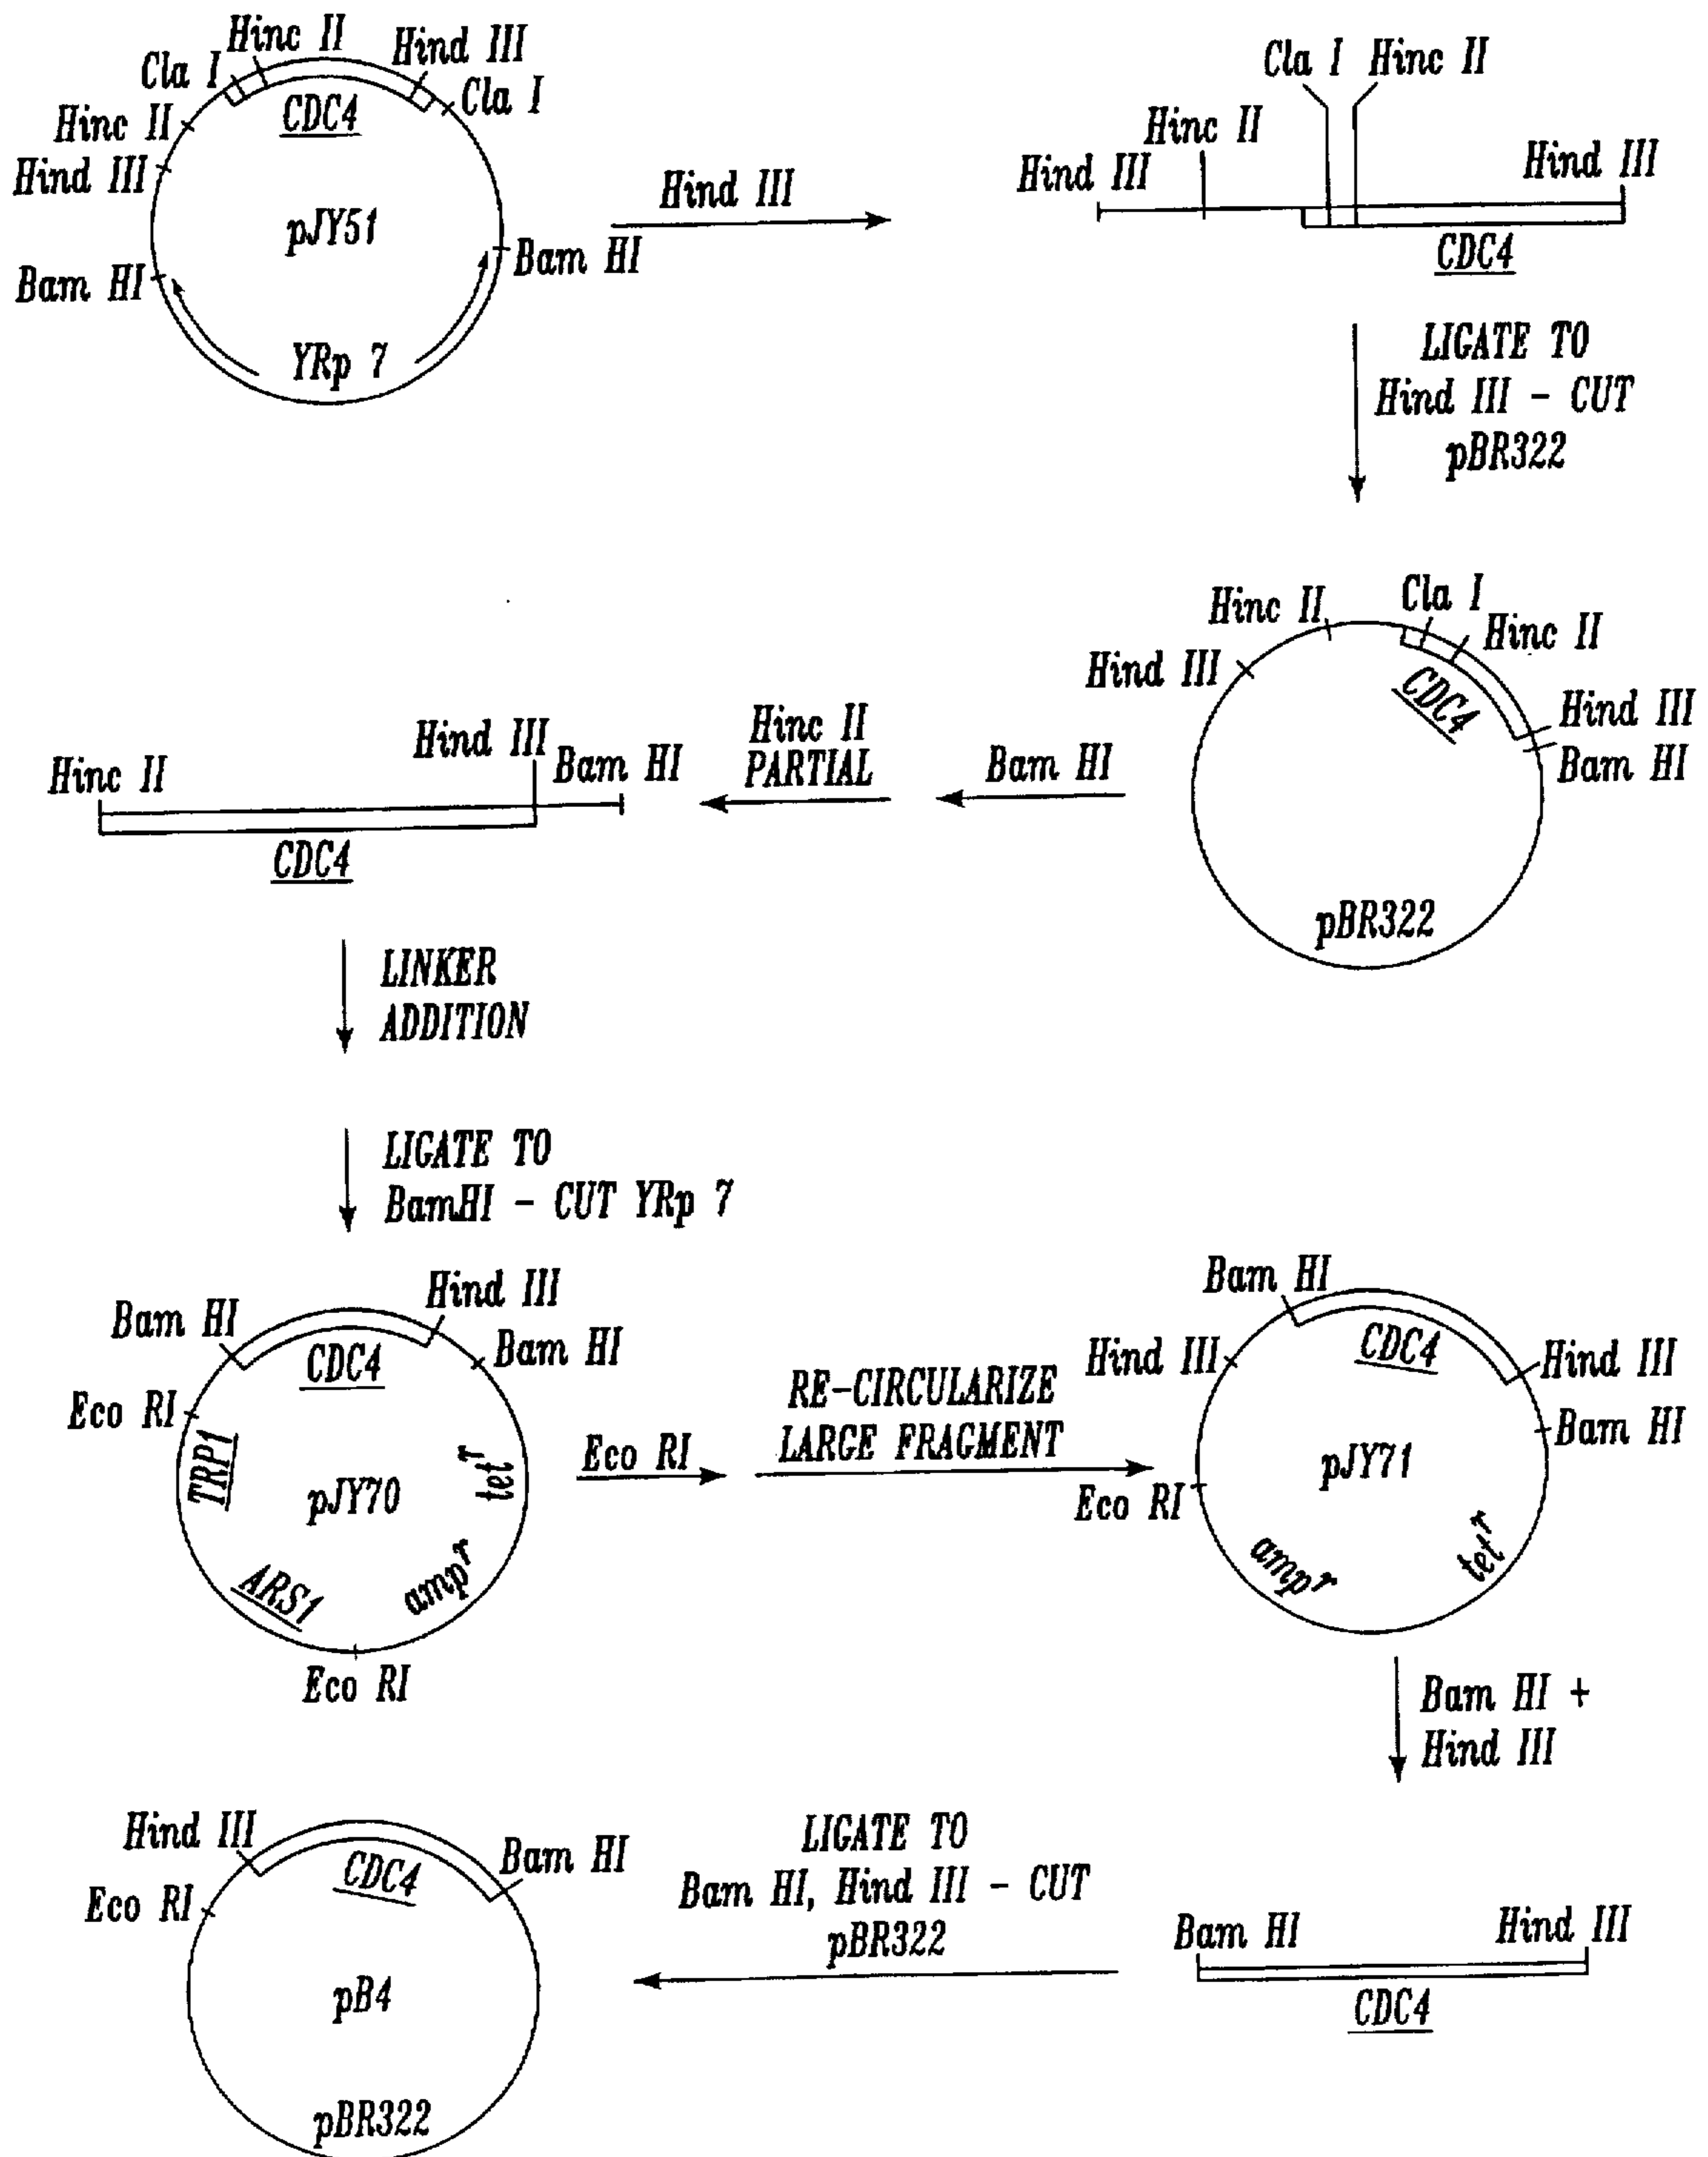 Hinc II
Hind III
Cla I
Cla I
CDC4
Hinc II
Hind III
pJY51
Bam HI
Bam HI
YRp 7
Hind III
Cla I Hinc II
Hinc II
Hind III
Hind III
CDC4
LIGATE TO
Hind III - CUT
pBR322
Hinc II
Cla I
Hinc II
Hind III
CDC4
Hind III
Bam HI
pBR322
Bam HI
Hinc II
PARTIAL
Hinc II
Hind III
Bam HI
CDC4
LINKER
ADDITION
LIGATE TO
BamHI - CUT YRp 7
Bam HI
Hind III
CDC4
Bam HI
Eco RI
TRP1
pJY70
tetr
ARS1
ampr
Eco RI
Eco RI
RE-CIRCULARIZE
LARGE FRAGMENT
Bam HI
CDC4
Hind III
Hind III
Bam HI
pJY71
Eco RI
ampr
tetr
Bam HI +
Hind III
Bam HI
Hind III
CDC4
LIGATE TO
Bam HI, Hind III - CUT
pBR322
Hind III
CDC4
Bam HI
Eco RI
pB4
pBR322